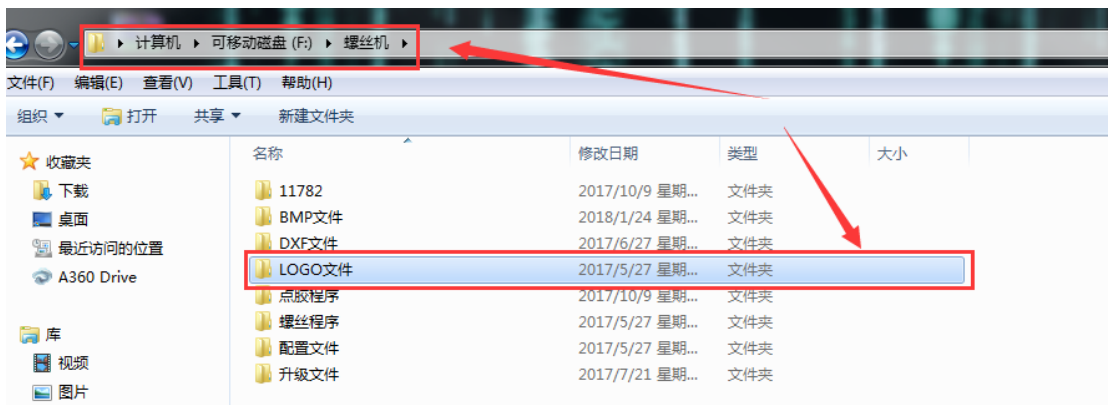 计算机 可移动磁盘 (F:) 螺丝机
文件(F) 编辑(E) 查看(V) 工具(T) 帮助(H)
组织 打开 共享 新建文件夹
收藏夹
下载
桌面
最近访问的位置
A360 Drive
库
视频
图片
名称 修改日期 类型 大小
11782 2017/10/9 星期... 文件夹
BMP文件 2018/1/24 星期... 文件夹
DXF文件 2017/6/27 星期... 文件夹
LOGO文件 2017/5/27 星期... 文件夹
点胶程序 2017/10/9 星期... 文件夹
螺丝程序 2017/5/27 星期... 文件夹
配置文件 2017/5/27 星期... 文件夹
升级文件 2017/7/21 星期... 文件夹